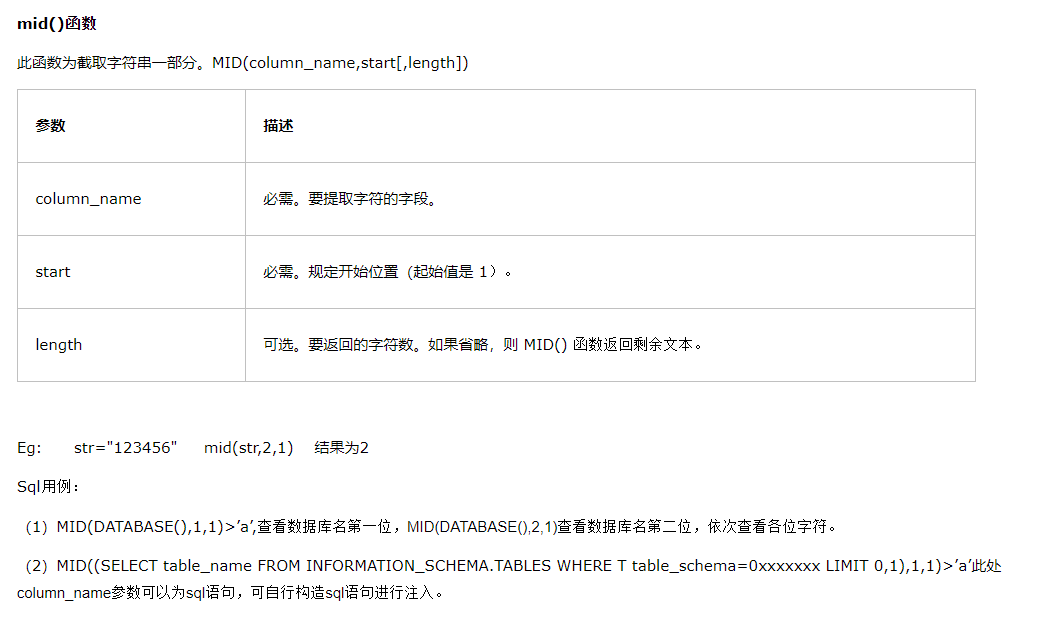 mid()函数
此函数为截取字符串一部分。MID(column_name,start[,length])
参数 描述
column_name 必需。要提取字符的字段。
start 必需。规定开始位置（起始值是 1）。
length 可选。要返回的字符数。如果省略，则 MID() 函数返回剩余文本。
Eg: str="123456" mid(str,2,1) 结果为2
Sql用例：
（1）MID(DATABASE(),1,1)>’a’,查看数据库名第一位，MID(DATABASE(),2,1)查看数据库名第二位，依次查看各位字符。
（2）MID((SELECT table_name FROM INFORMATION_SCHEMA.TABLES WHERE T table_schema=0xxxxxxx LIMIT 0,1),1,1)>’a’此处
column_name参数可以为sql语句，可自行构造sql语句进行注入。